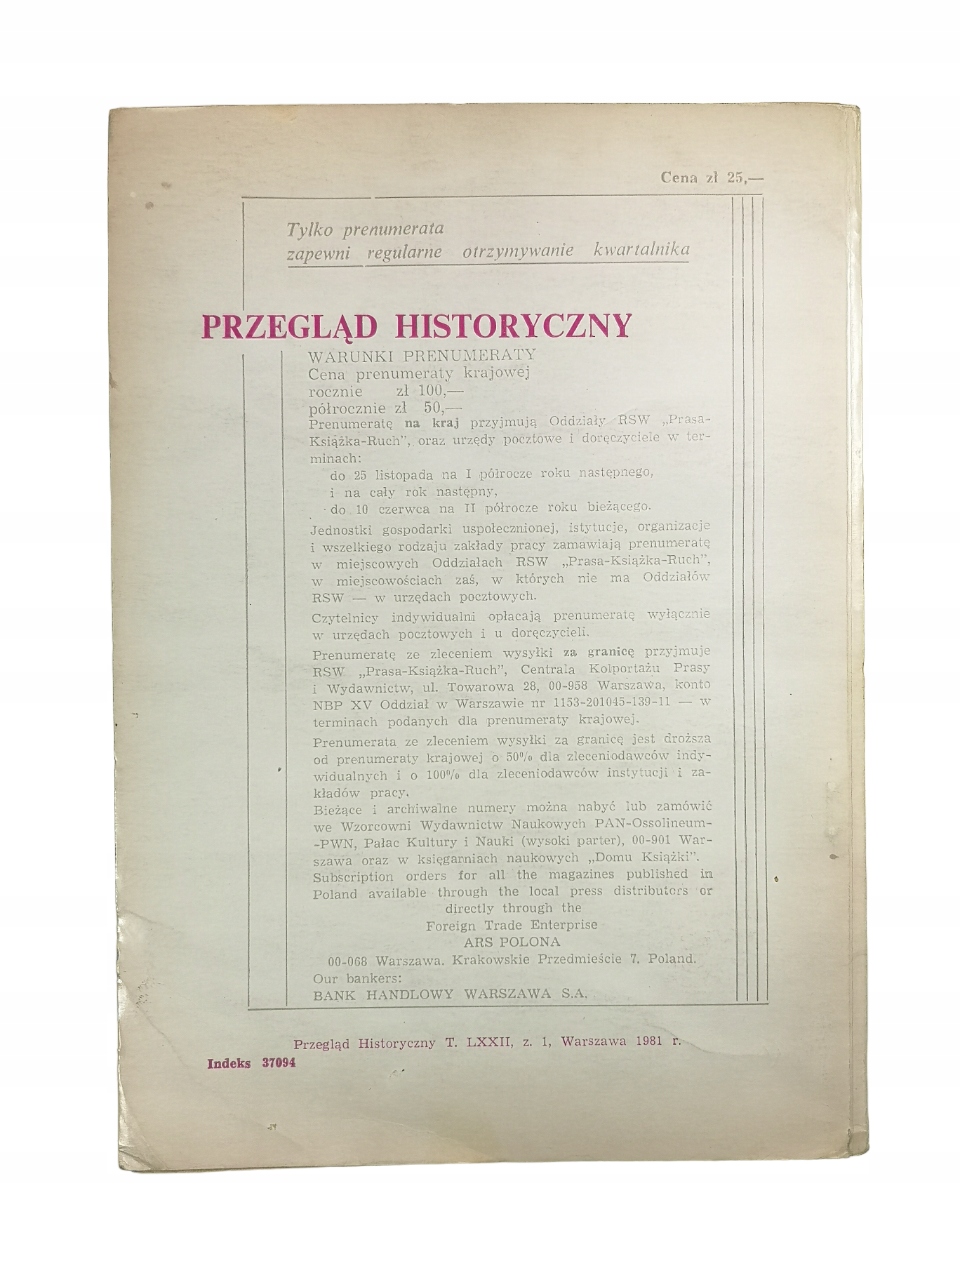 Cena zł 25,—
Tylko prenumerata
zapewni regularne otrzymywanie kwartalnika
PRZEGLĄD HISTORYCZNY
WARUNKI PRENUMERATY
Cena prenumeraty krajowej
rocznie zł 100,—
półrocznie zł 50,—
Prenumeratę na kraj przyjmują Oddziały RSW „Prasa-
Książka-Ruch", oraz urzędy pocztowe i doręczyciele w ter-
minach:
do 25 listopada na I półrocze roku następnego,
i na cały rok następny,
do 10 czerwca na II półrocze roku bieżącego.
Jednostki gospodarki uspołecznionej, istytucje, organizacje
i wszelkiego rodzaju zakłady pracy zamawiają prenumeratę
w miejscowych Oddziałach RSW „Prasa-Książka-Ruch",
w miejscowościach zaś, w których nie ma Oddziałów
RSW — w urzędach pocztowych.
Czytelnicy indywidualni opłacają prenumeratę wyłącznie
w urzędach pocztowych i u doręczycieli.
Prenumeratę ze zleceniem wysyłki za granicę przyjmuje
RSW „Prasa-Książka-Ruch", Centrala Kolportażu Prasy
i Wydawnictw, ul. Towarowa 28, 00-958 Warszawa, konto
NBP XV Oddział w Warszawie nr 1153-201045-139-11 — w
terminach podanych dla prenumeraty krajowej.
Prenumerata ze zleceniem wysyłki za granicę jest droższa
od prenumeraty krajowej o 50% dla zleceniodawców indy-
widualnych i o 100% dla zleceniodawców instytucji i za-
kładów pracy.
Bieżące i archiwalne numery można nabyć lub zamówić
we Wzorcowni Wydawnictw Naukowych PAN-Ossolineum-
-PWN, Pałac Kultury i Nauki (wysoki parter), 00-901 War-
szawa oraz w księgarniach naukowych „Domu Książki".
Subscription orders for all the magazines published in
Poland available through the local press distributors or
directly through the
Foreign Trade Enterprise
ARS POLONA
00-068 Warszawa, Krakowskie Przedmieście 7, Poland.
Our bankers:
BANK HANDLOWY WARSZAWA S.A.
Przegląd Historyczny T. LXXII, z. 1, Warszawa 1981 r.
Indeks 37094